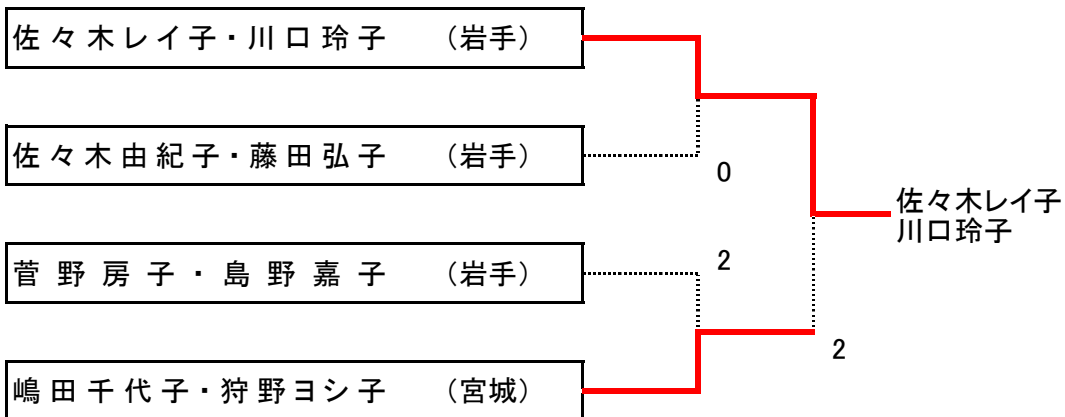 佐々木レイ子・川口玲子 （岩手）
佐々木由紀子・藤田弘子 （岩手）
0
佐々木レイ子
川口玲子
菅野房子・島野嘉子 （岩手）
2
2
嶋田千代子・狩野ヨシ子 （宮城）